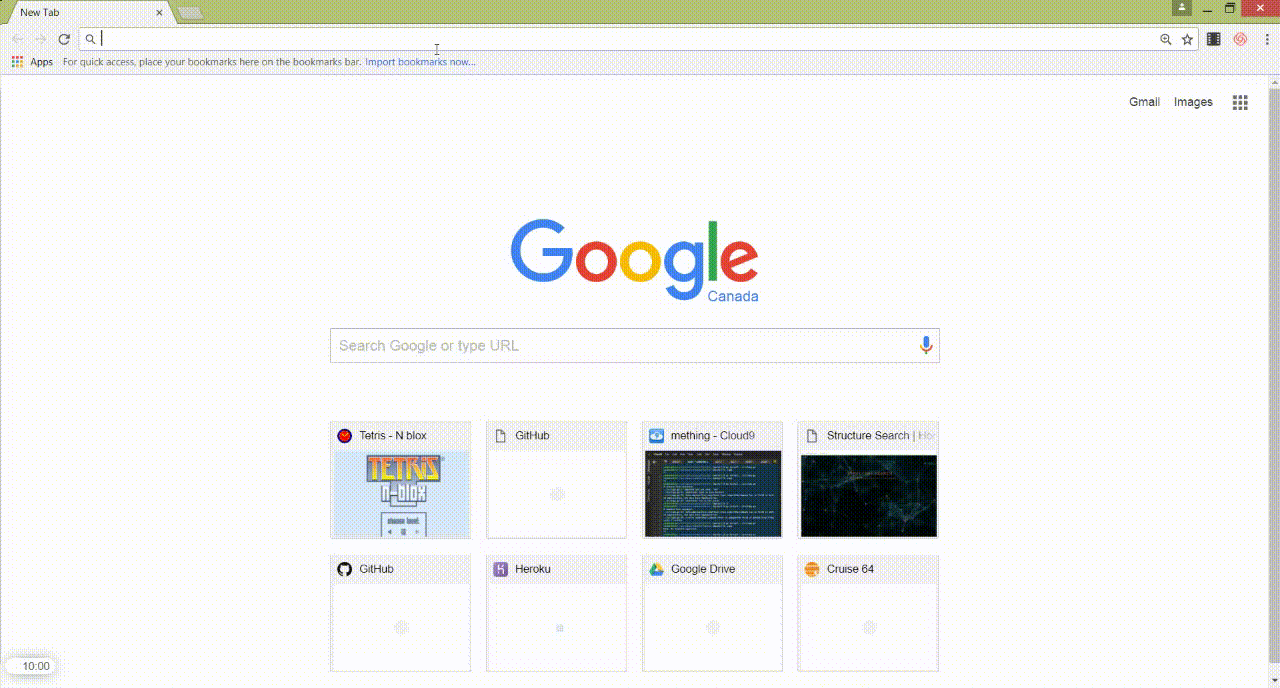 New Tab
Apps For quick access, place your bookmarks here on the bookmarks bar. Import bookmarks now...
Gmail Images
Google
Canada
Search Google or type URL
Tetris - N blox GitHub mething - Cloud9 Structure Search | Ho
TETRIS
n-blox
GitHub Heroku Google Drive Cruise 64
10:00